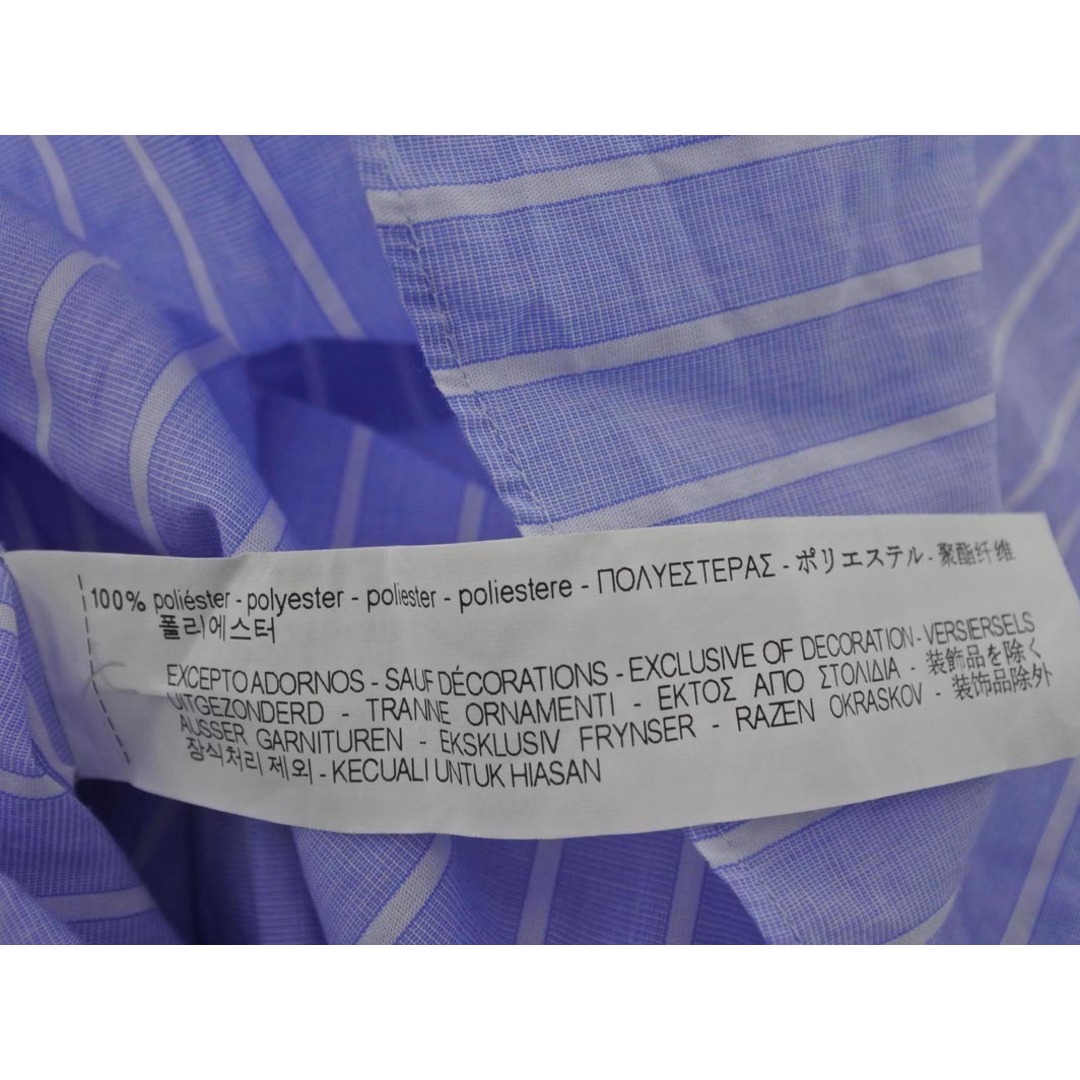 100% poliéster - polyester - poliester - poliestere - ΠΟΛΥΕΣΤΕΡΑΣ - ポリエステル - 聚酯纤维
폴리에스터
EXCEPTO ADORNOS - SAUF DÉCORATIONS - EXCLUSIVE OF DECORATION - VERSIERSELS
UITGEZONDERD - TRANNE ORNAMENTI - ΕΚΤΟΣ ΑΠΟ ΣΤΟΛΙΔΙΑ - 装飾品を除く
AUSSER GARNITUREN - EKSKLUSIV FRYNSER - RAZEN OKRASKOV - 装饰品除外
장식처리 제외 - KECUALI UNTUK HIASAN